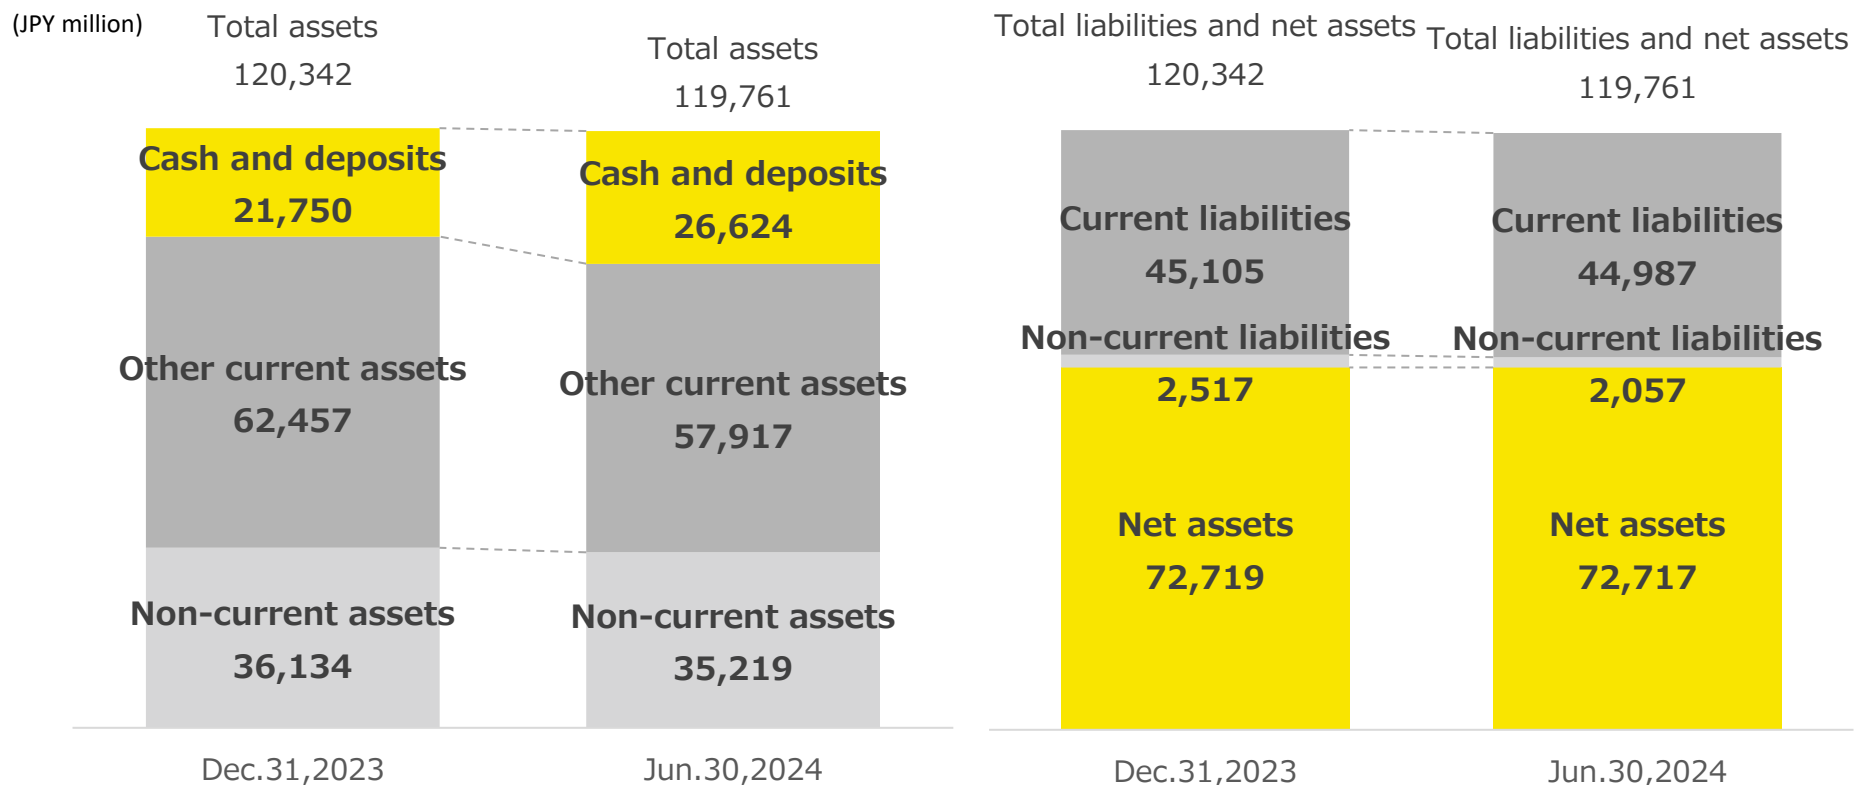 (JPY million)
Total assets
120,342
Total assets
119,761
Cash and deposits
21,750
Cash and deposits
26,624
Other current assets
62,457
Other current assets
57,917
Non-current assets
36,134
Non-current assets
35,219
Dec.31,2023
Jun.30,2024
Total liabilities and net assets
120,342
Total liabilities and net assets
119,761
Current liabilities
45,105
Current liabilities
44,987
Non-current liabilities
2,517
Non-current liabilities
2,057
Net assets
72,719
Net assets
72,717
Dec.31,2023
Jun.30,2024